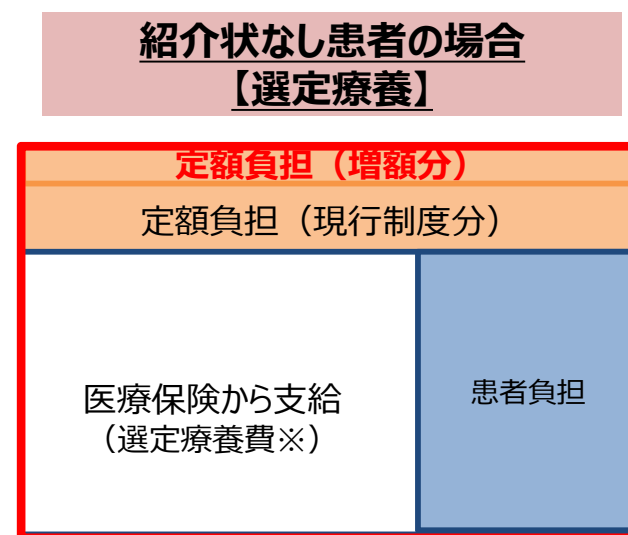 紹介状なし患者の場合
【選定療養】
定額負担（増額分）
定額負担（現行制度分）
医療保険から支給
（選定療養費※）
患者負担